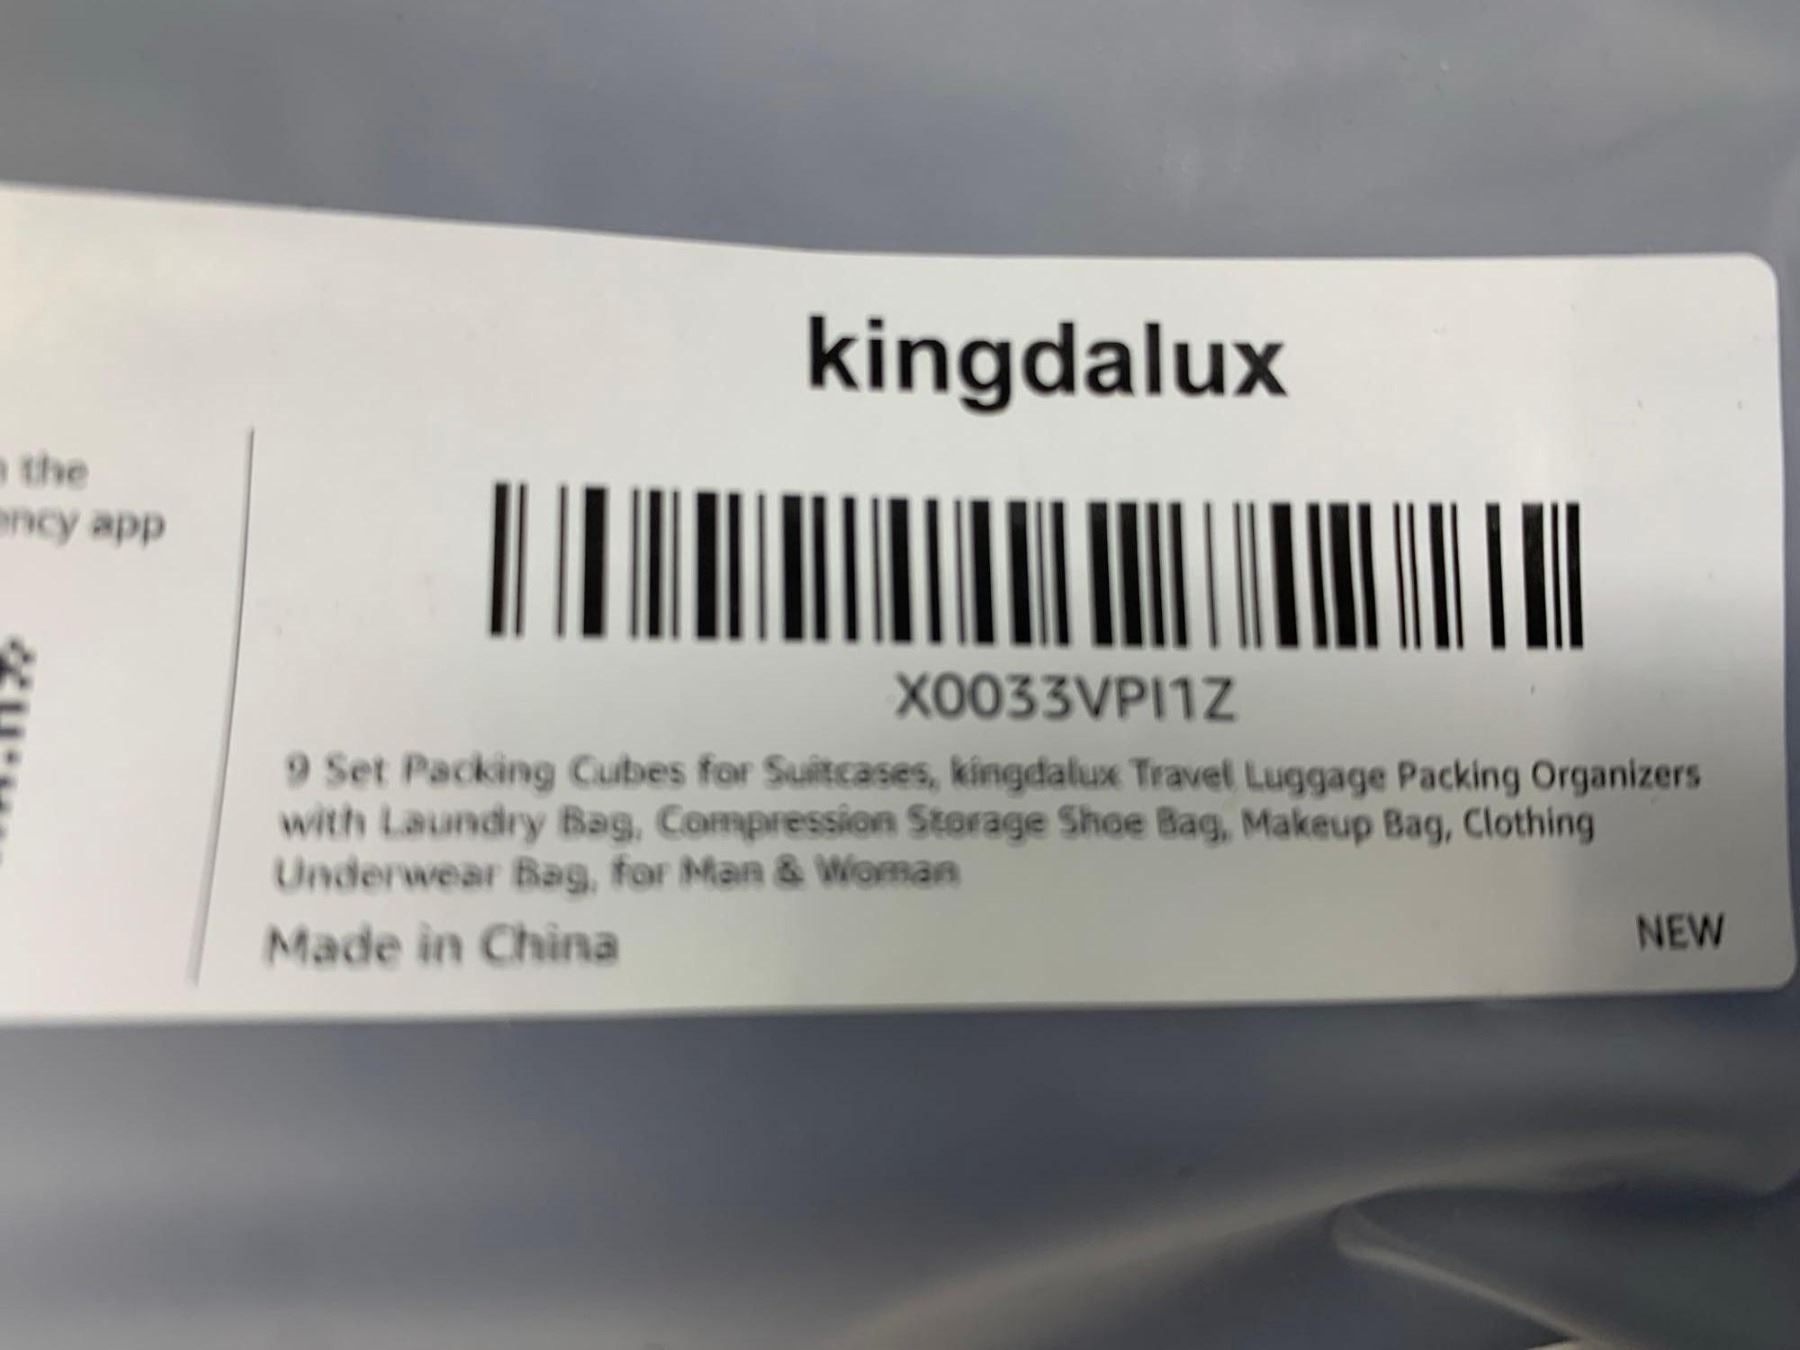 kingdalux
the
ency app
X0033VPI1Z
9 Set Packing Cubes for Suitcases, kingdalux Travel Luggage Packing Organizers
with Laundry Bag, Compression Storage Shoe Bag, Makeup Bag, Clothing
Underwear Bag, for Man & Woman
Made in China
NEW